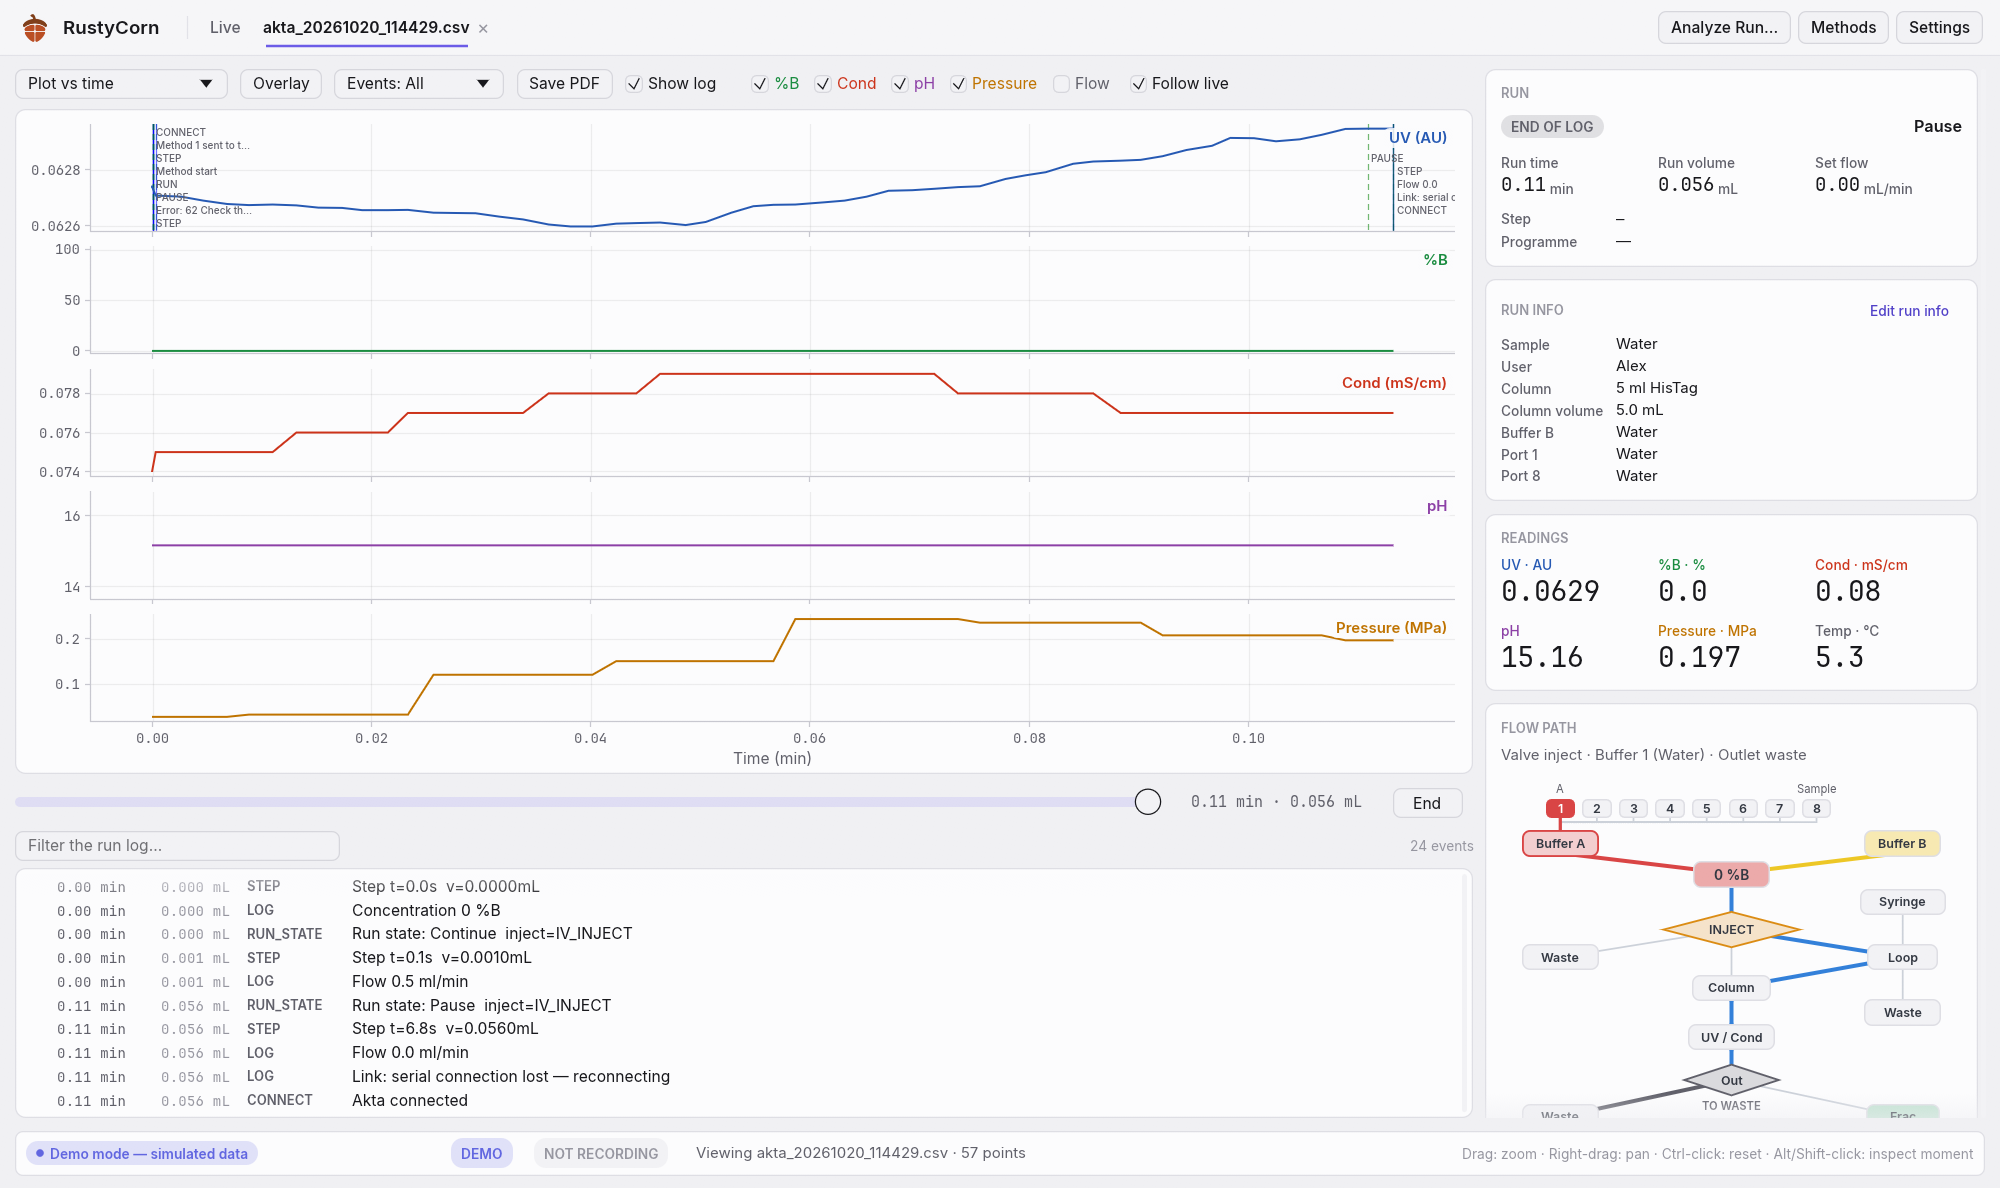 RustyCorn
Live
akta_20261020_114429.csv ×
Analyze Run...
Methods
Settings
Plot vs time
Overlay
Events: All
Save PDF
Show log
%B
Cond
pH
Pressure
Flow
Follow live
CONNECT
Method 1 sent to t...
STEP
Method start
RUN
PAUSE
Error: 62 Check th...
STEP
UV (AU)
PAUSE
STEP
Flow 0.0
Link: serial c
CONNECT
0.0628
0.0626
%B
100
50
0
Cond (mS/cm)
0.078
0.076
0.074
pH
16
14
Pressure (MPa)
0.2
0.1
0.00
0.02
0.04
0.06
0.08
0.10
Time (min)
0.11 min · 0.056 mL
End
Filter the run log...
24 events
0.00 min 0.000 mL STEP Step t=0.0s v=0.0000mL
0.00 min 0.000 mL LOG Concentration 0 %B
0.00 min 0.000 mL RUN_STATE Run state: Continue inject=IV_INJECT
0.00 min 0.001 mL STEP Step t=0.1s v=0.0010mL
0.00 min 0.001 mL LOG Flow 0.5 ml/min
0.11 min 0.056 mL RUN_STATE Run state: Pause inject=IV_INJECT
0.11 min 0.056 mL STEP Step t=6.8s v=0.0560mL
0.11 min 0.056 mL LOG Flow 0.0 ml/min
0.11 min 0.056 mL LOG Link: serial connection lost — reconnecting
0.11 min 0.056 mL CONNECT Akta connected
RUN
END OF LOG
Pause
Run time
Run volume
Set flow
0.11 min
0.056 mL
0.00 mL/min
Step –
Programme —
RUN INFO
Edit run info
Sample Water
User Alex
Column 5 ml HisTag
Column volume 5.0 mL
Buffer B Water
Port 1 Water
Port 8 Water
READINGS
UV · AU
%B · %
Cond · mS/cm
0.0629
0.0
0.08
pH
Pressure · MPa
Temp · °C
15.16
0.197
5.3
FLOW PATH
Valve inject · Buffer 1 (Water) · Outlet waste
A
Sample
1 2 3 4 5 6 7 8
Buffer A
Buffer B
0 %B
Syringe
INJECT
Waste
Loop
Column
Waste
UV / Cond
Out
TO WASTE
Waste
Frac
Demo mode — simulated data
DEMO
NOT RECORDING
Viewing akta_20261020_114429.csv · 57 points
Drag: zoom · Right-drag: pan · Ctrl-click: reset · Alt/Shift-click: inspect moment